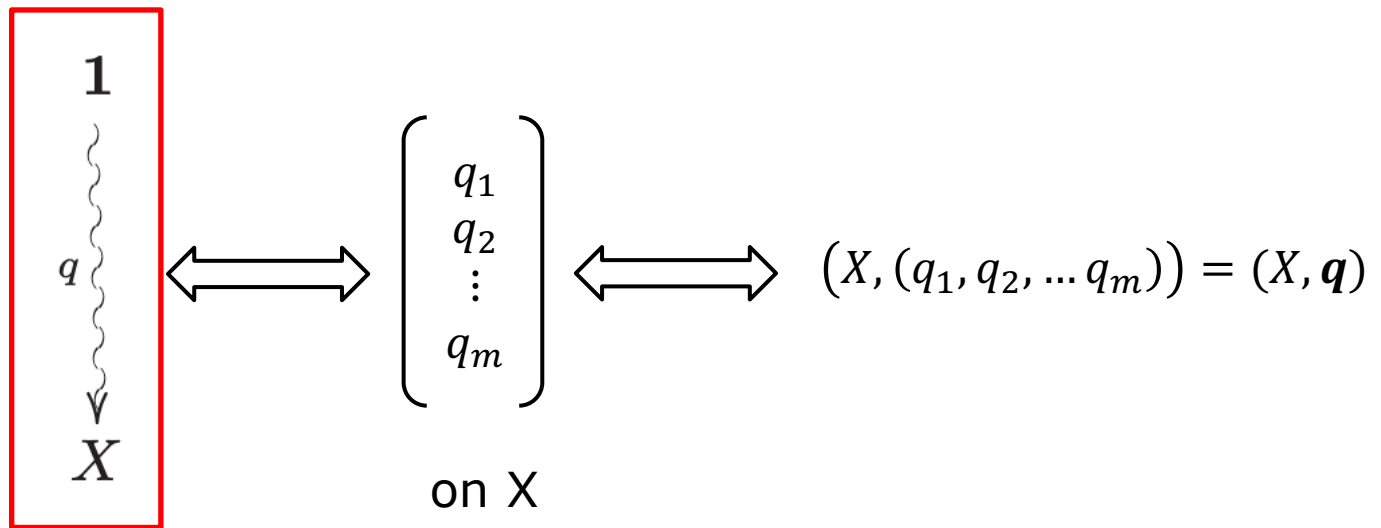 1
q
X
q₁
q₂
⋮
qₘ
on X
(X, (q₁, q₂, … qₘ)) = (X, 𝒒)